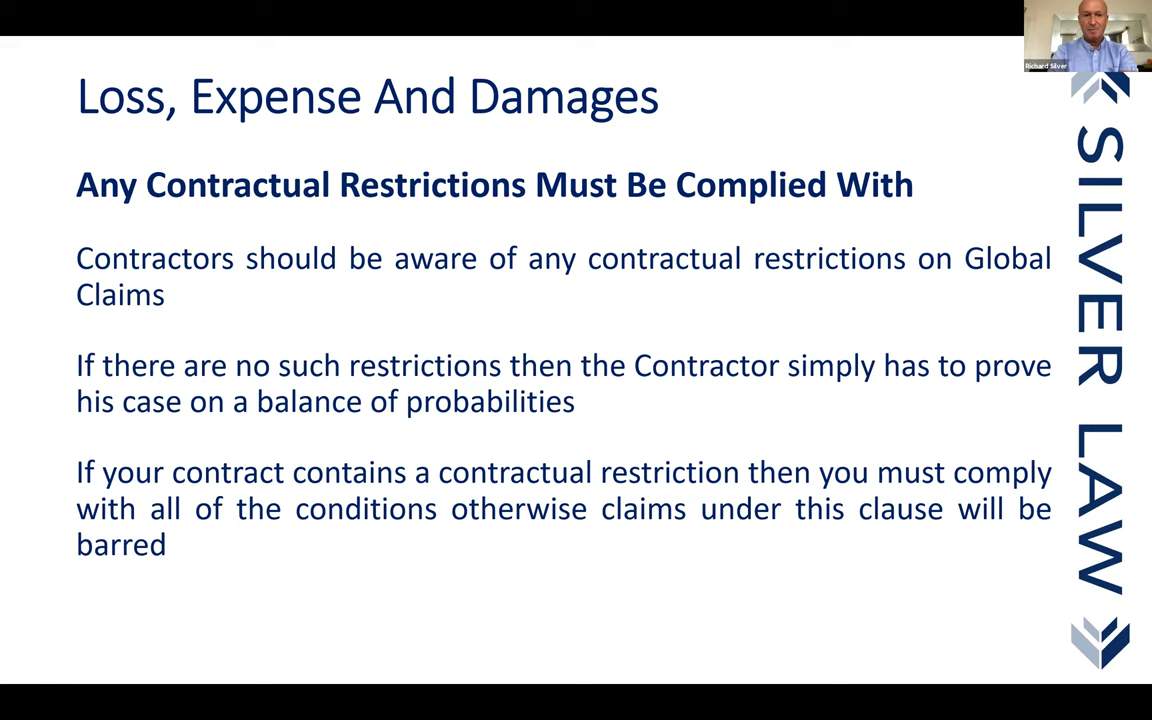 Loss, Expense And Damages
Any Contractual Restrictions Must Be Complied With
Contractors should be aware of any contractual restrictions on Global
Claims
If there are no such restrictions then the Contractor simply has to prove
his case on a balance of probabilities
If your contract contains a contractual restriction then you must comply
with all of the conditions otherwise claims under this clause will be
barred
Richard Silver
SILVER LAW